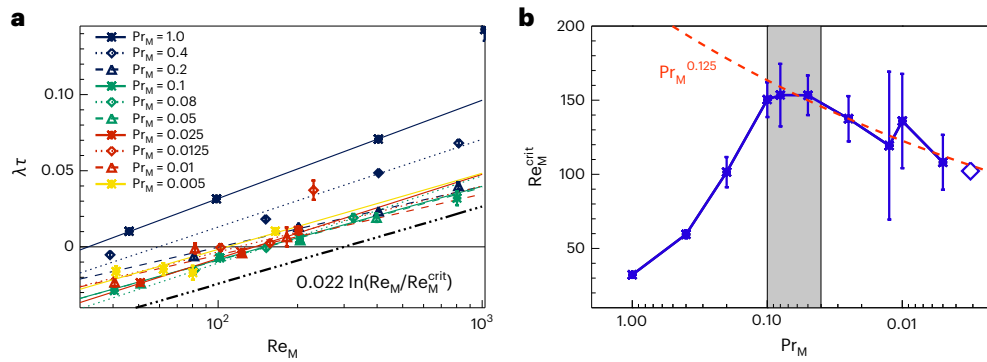 a
Pr_M = 1.0
Pr_M = 0.4
Pr_M = 0.2
Pr_M = 0.1
Pr_M = 0.08
Pr_M = 0.05
Pr_M = 0.025
Pr_M = 0.0125
Pr_M = 0.01
Pr_M = 0.005
0.10
0.05
0
λτ
0.022 ln(Re_M/Re_M^crit)
10^2
10^3
Re_M
b
200
150
100
50
0
Re_M^crit
Pr_M^0.125
1.00
0.10
0.01
Pr_M